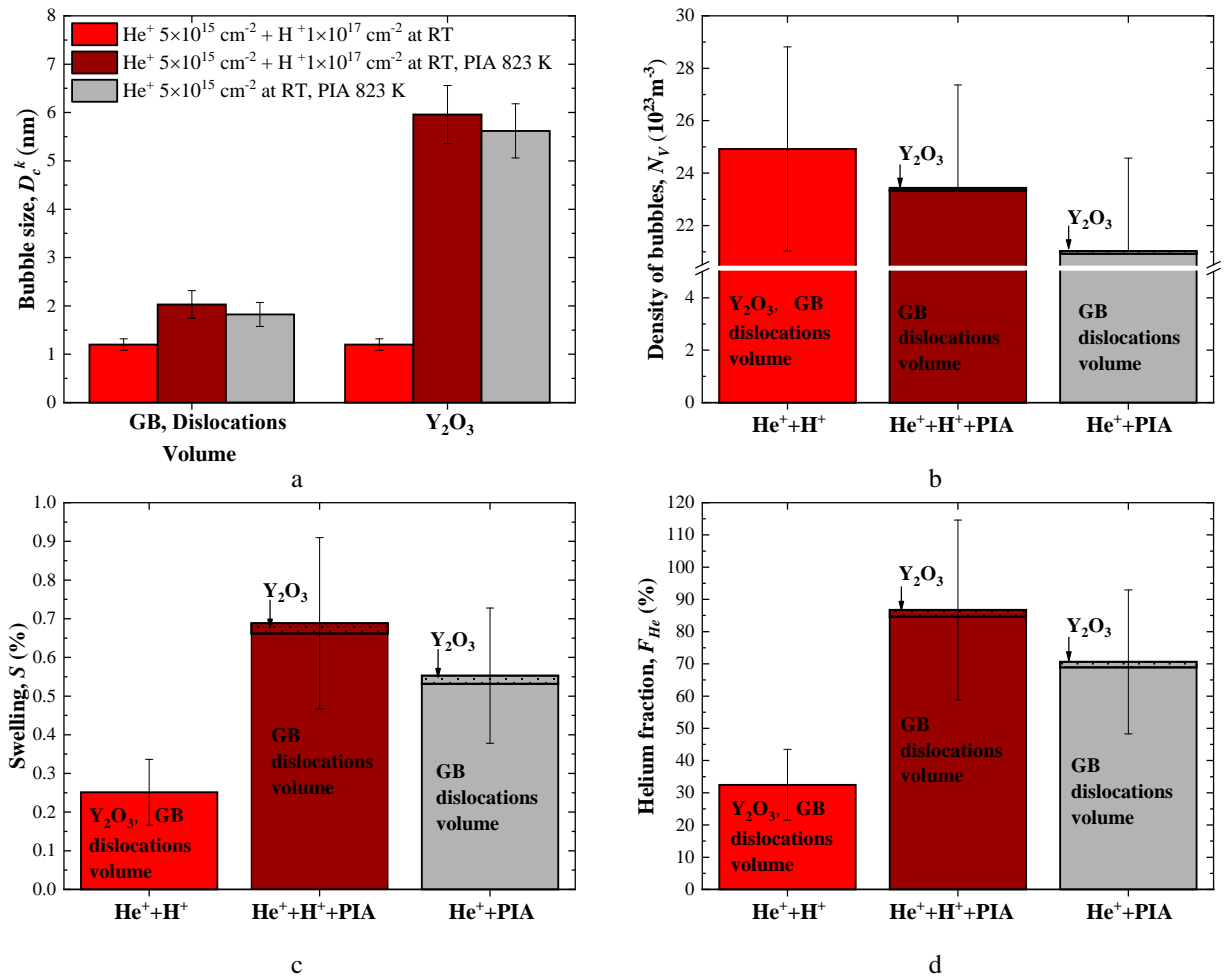 He⁺ 5×10¹⁵ cm⁻² + H ⁺1×10¹⁷ cm⁻² at RT
He⁺ 5×10¹⁵ cm⁻² + H ⁺1×10¹⁷ cm⁻² at RT, PIA 823 K
He⁺ 5×10¹⁵ cm⁻² at RT, PIA 823 K
Bubble size, D_c^k (nm)
8
7
6
5
4
3
2
1
0
GB, Dislocations
Volume
Y₂O₃
a
Density of bubbles, N_V (10²³m⁻³)
30
28
26
24
22
4
2
0
Y₂O₃
Y₂O₃
Y₂O₃, GB
dislocations
volume
GB
dislocations
volume
GB
dislocations
volume
He⁺+H⁺
He⁺+H⁺+PIA
He⁺+PIA
b
Swelling, S (%)
1.0
0.9
0.8
0.7
0.6
0.5
0.4
0.3
0.2
0.1
0.0
Y₂O₃
Y₂O₃
Y₂O₃, GB
dislocations
volume
GB
dislocations
volume
GB
dislocations
volume
He⁺+H⁺
He⁺+H⁺+PIA
He⁺+PIA
c
Helium fraction, F_He (%)
120
110
100
90
80
70
60
50
40
30
20
10
0
Y₂O₃
Y₂O₃
Y₂O₃, GB
dislocations
volume
GB
dislocations
volume
GB
dislocations
volume
He⁺+H⁺
He⁺+H⁺+PIA
He⁺+PIA
d